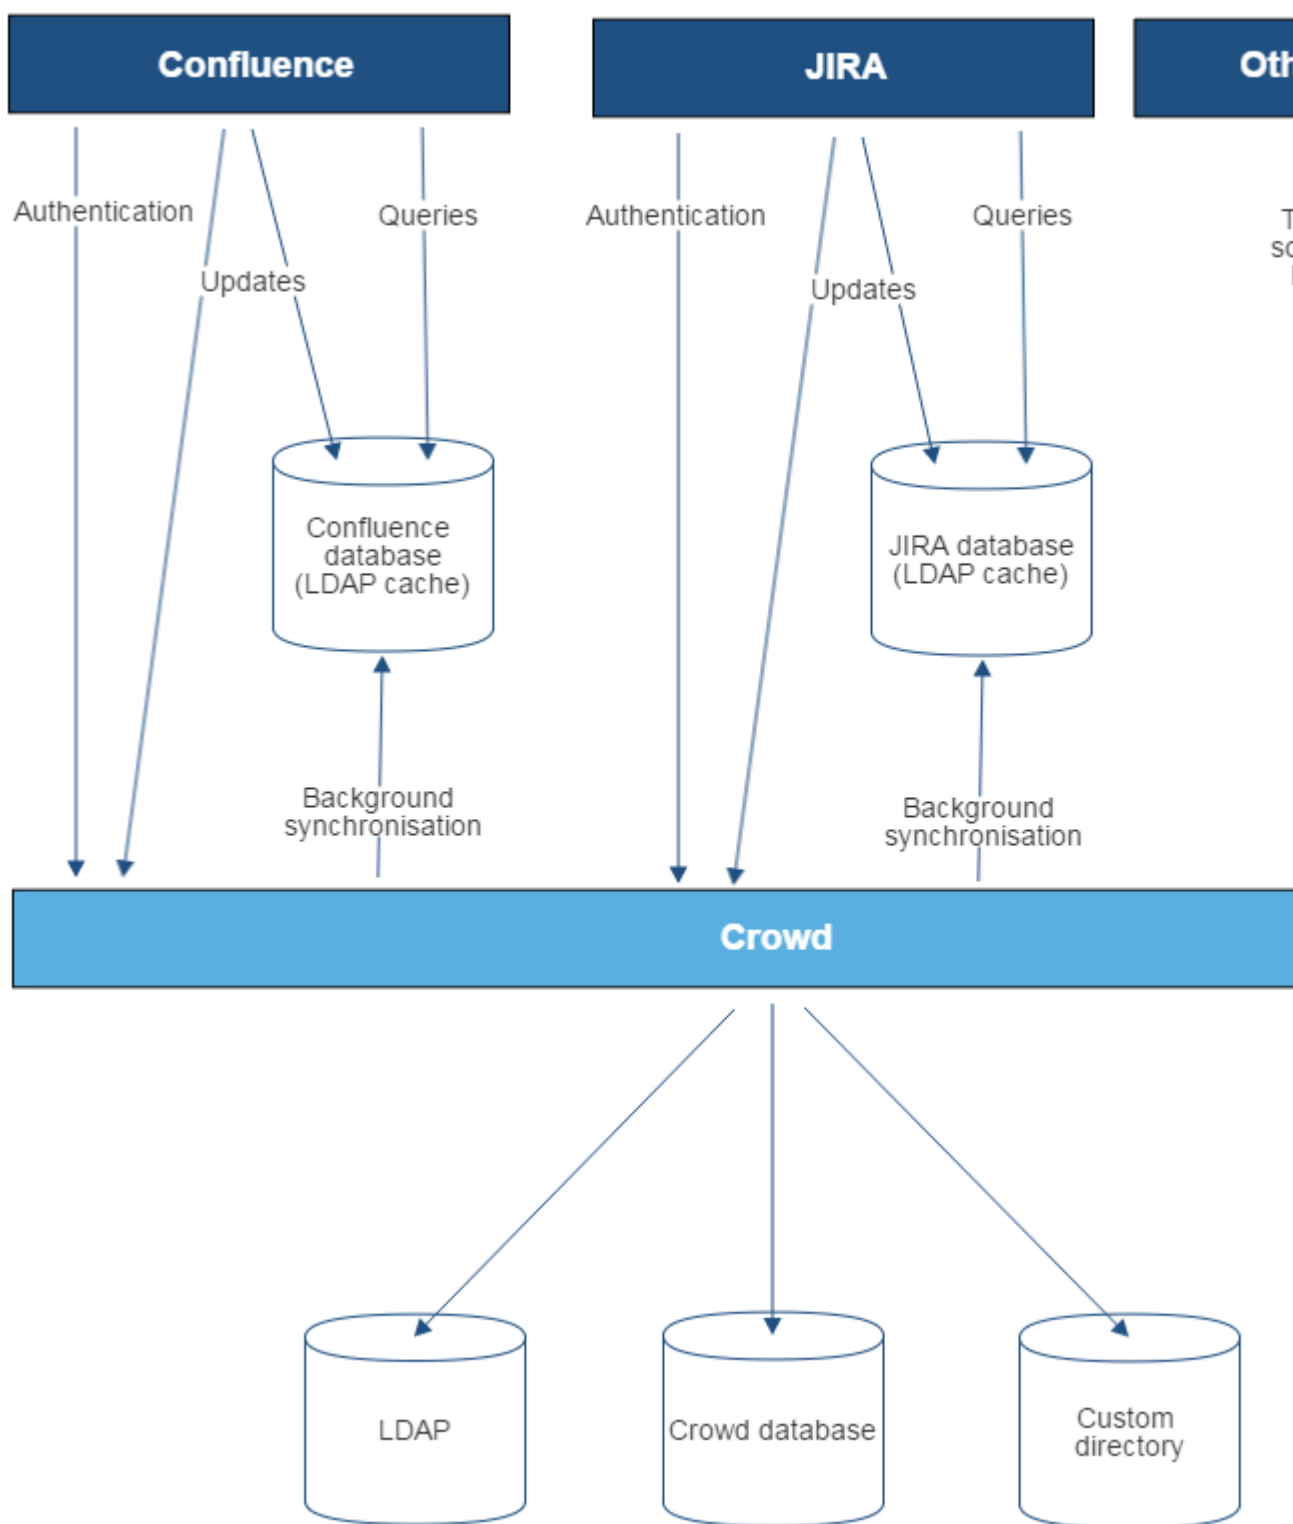 Confluence
JIRA
Authentication
Queries
Updates
Authentication
Queries
Updates
Confluence
database
(LDAP cache)
JIRA database
(LDAP cache)
Background
synchronisation
Background
synchronisation
Crowd
LDAP
Crowd database
Custom
directory